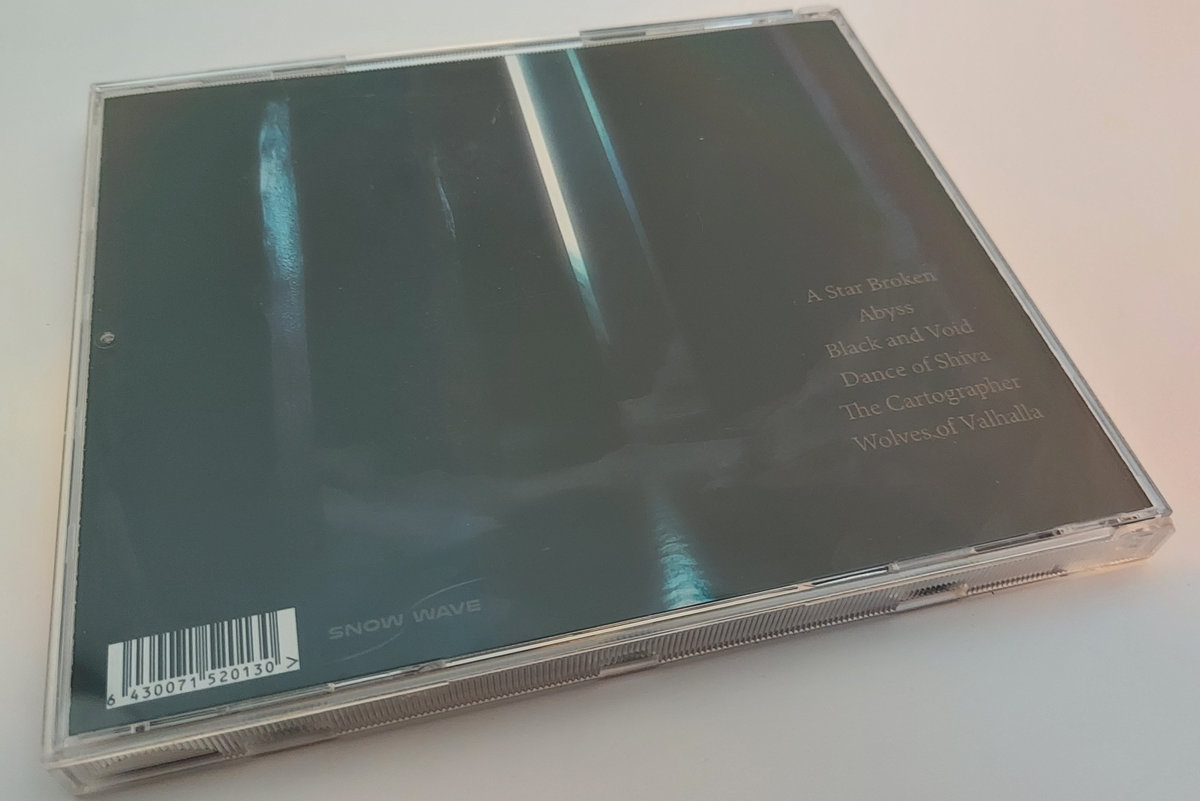 A Star Broken
Abyss
Black and Void
Dance of Shiva
The Cartographer
Wolves of Valhalla
SNOW WAVE
6 430071 520130 >